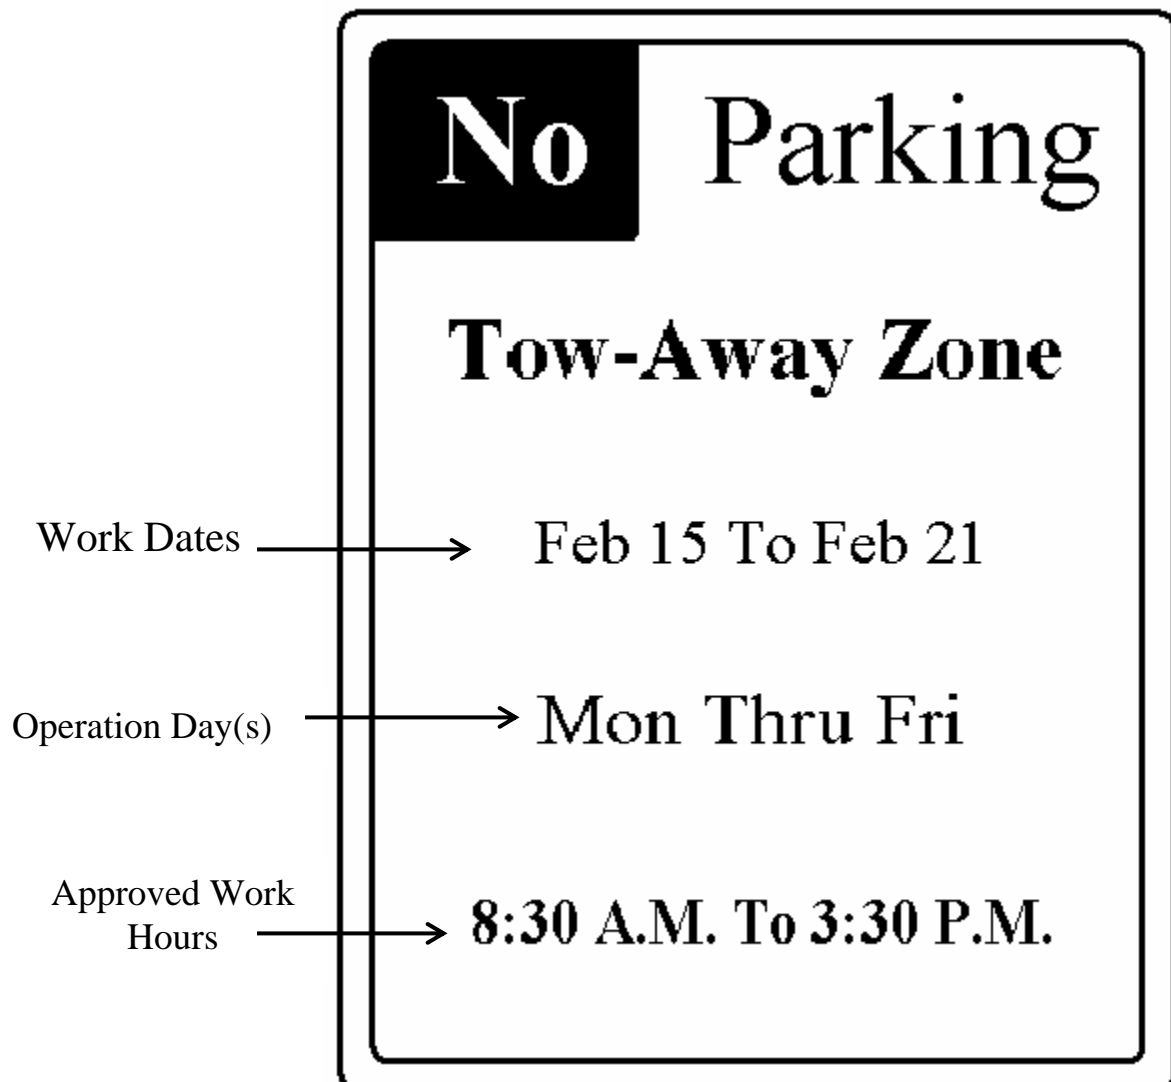 No Parking
Tow-Away Zone
Work Dates
Feb 15 To Feb 21
Operation Day(s)
Mon Thru Fri
Approved Work
Hours
8:30 A.M. To 3:30 P.M.